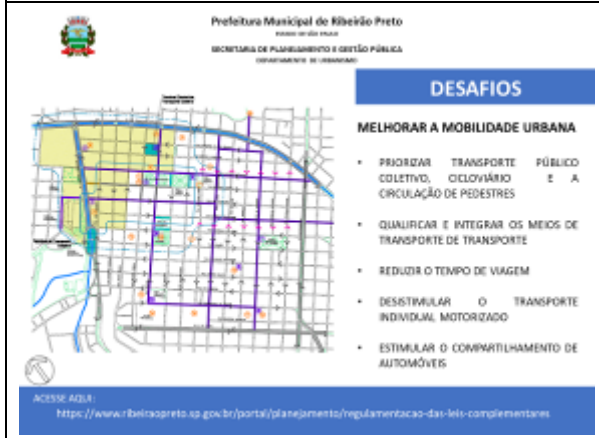 Prefeitura Municipal de Ribeirão Preto
ESTADO DE SÃO PAULO
SECRETARIA DE PLANEJAMENTO E GESTÃO PÚBLICA
DEPARTAMENTO DE URBANISMO
DESAFIOS
MELHORAR A MOBILIDADE URBANA
• PRIORIZAR TRANSPORTE PÚBLICO
COLETIVO, CICLOVIÁRIO E A
CIRCULAÇÃO DE PEDESTRES
• QUALIFICAR E INTEGRAR OS MEIOS DE
TRANSPORTE DE TRANSPORTE
• REDUZIR O TEMPO DE VIAGEM
• DESISTIMULAR O TRANSPORTE
INDIVIDUAL MOTORIZADO
• ESTIMULAR O COMPARTILHAMENTO DE
AUTOMÓVEIS
ACESSE AQUI:
https://www.ribeiraopreto.sp.gov.br/portal/planejamento/regulamentacao-das-leis-complementares